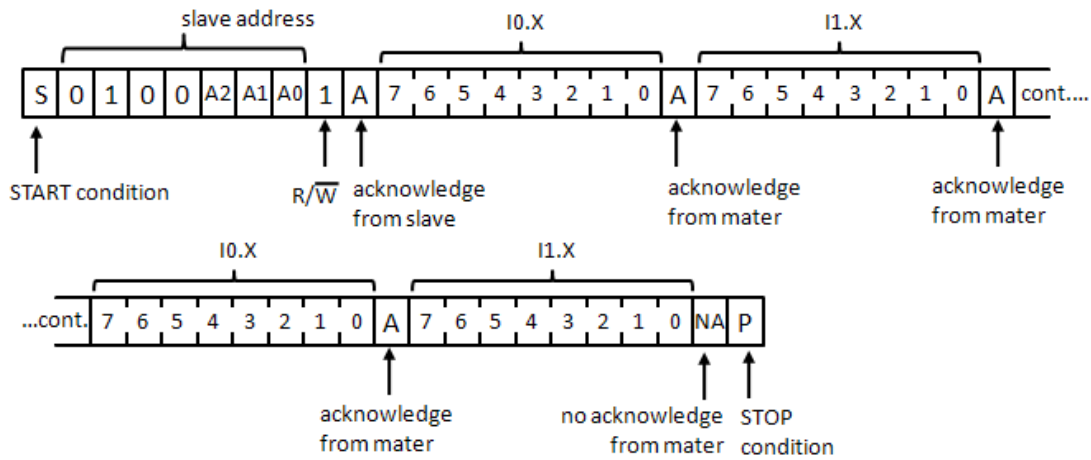 slave address I0.X I1.X
S 0 1 0 0 A2 A1 A0 1 A 7 6 5 4 3 2 1 0 A 7 6 5 4 3 2 1 0 A cont....
START condition R/W̅ acknowledge from slave
acknowledge from mater
acknowledge from mater
I0.X I1.X
...cont. 7 6 5 4 3 2 1 0 A 7 6 5 4 3 2 1 0 NA P
acknowledge from mater
no acknowledge from mater
STOP condition